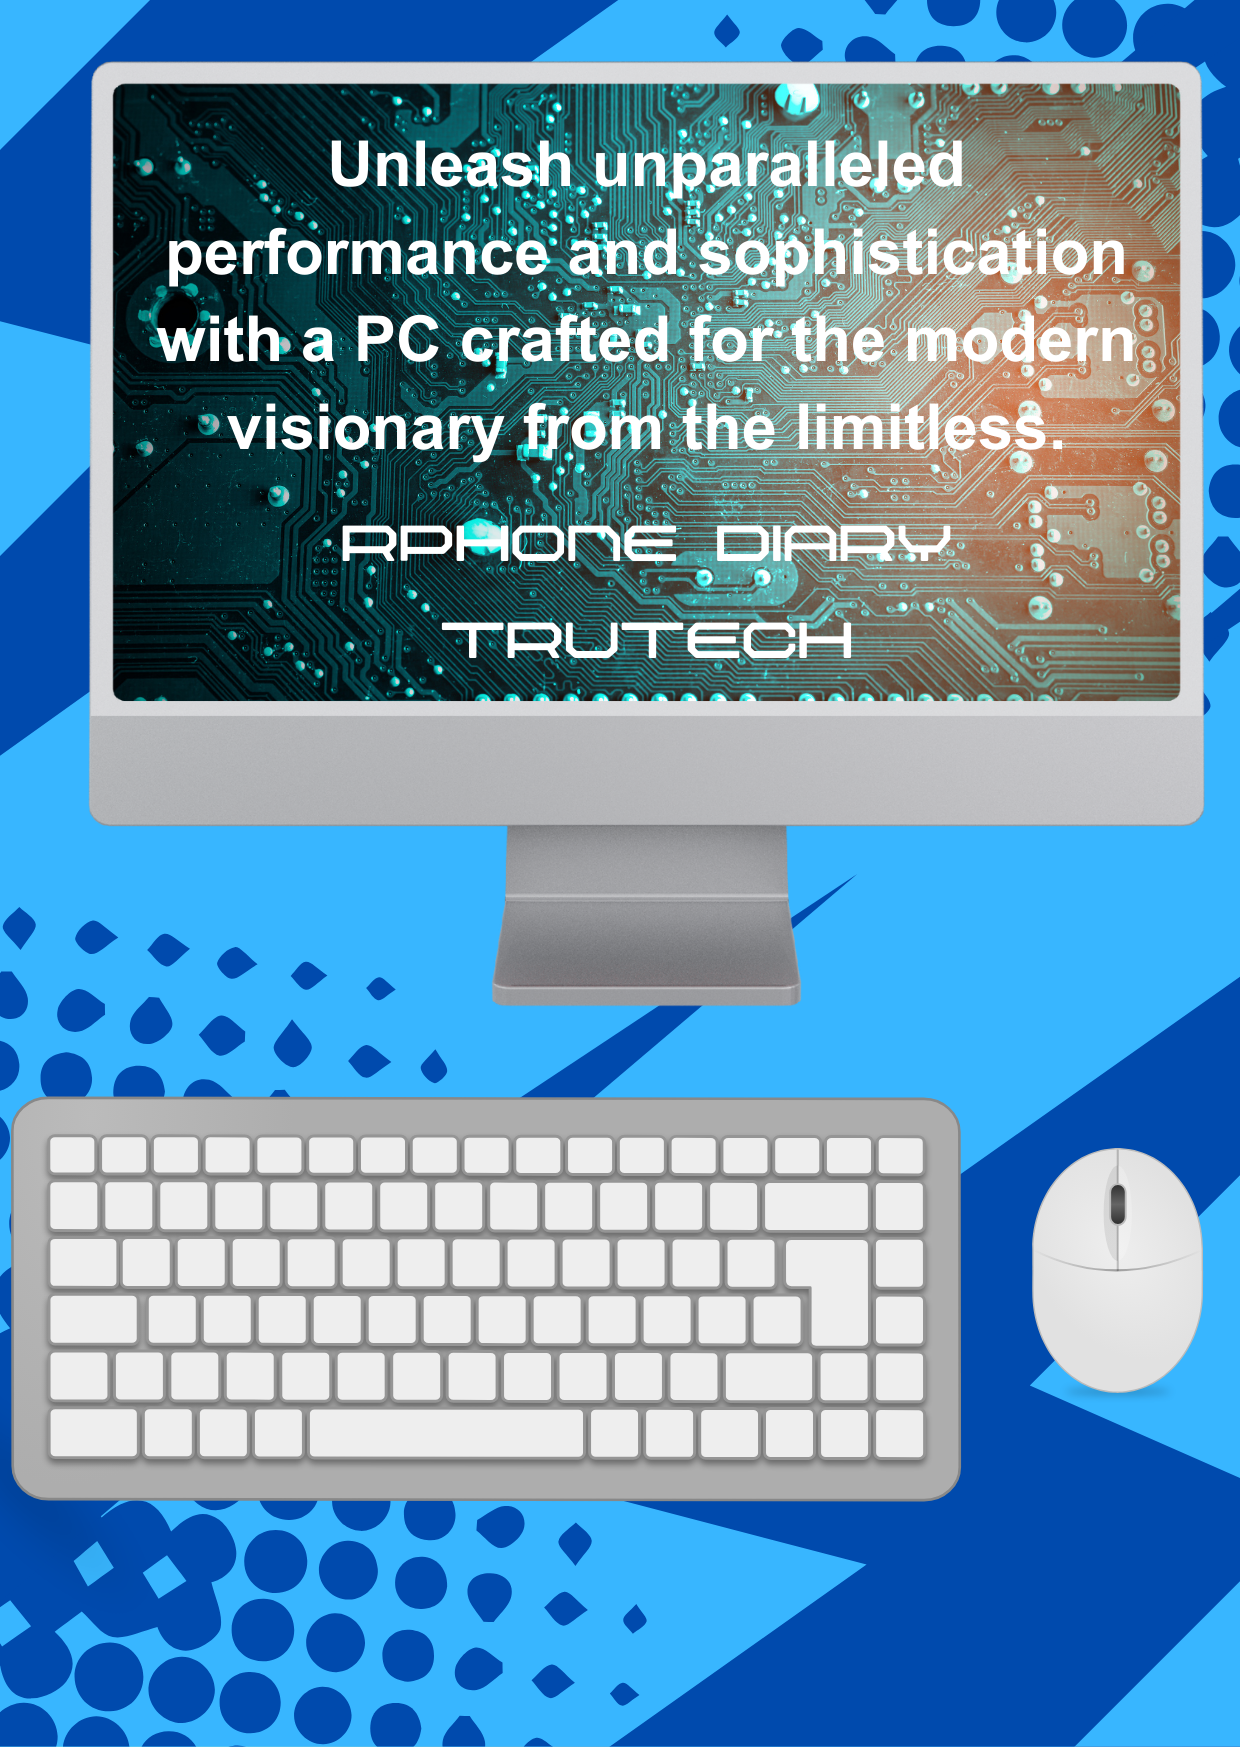 Unleash unparalleled
performance and sophistication
with a PC crafted for the modern
visionary from the limitless.
RPHONE DIARY
TRUTECH